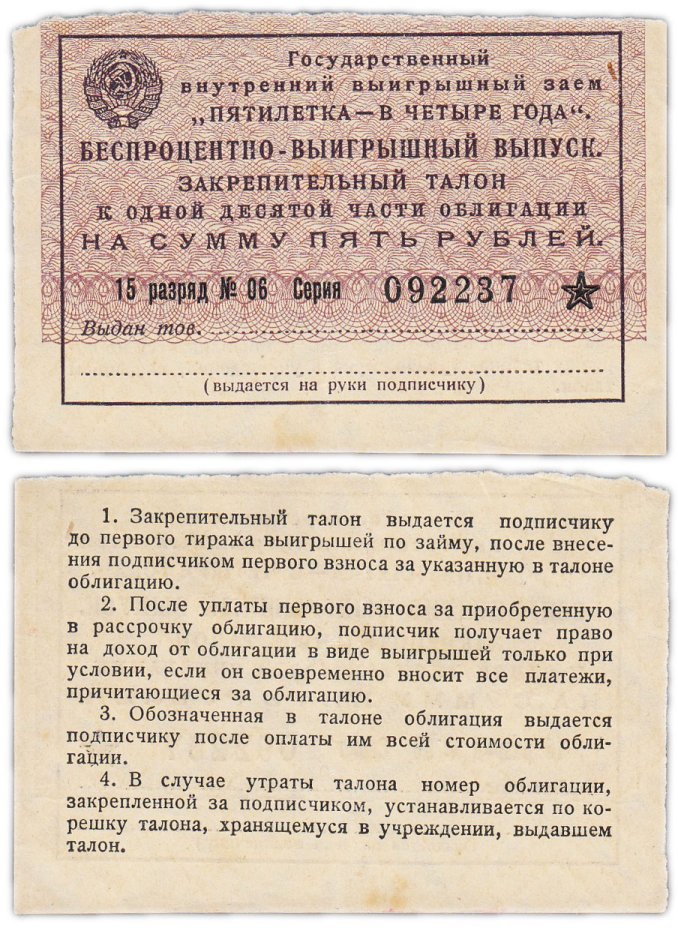 Государственный
внутренний выигрышный заем
„ПЯТИЛЕТКА—В ЧЕТЫРЕ ГОДА“.
БЕСПРОЦЕНТНО-ВЫИГРЫШНЫЙ ВЫПУСК.
ЗАКРЕПИТЕЛЬНЫЙ ТАЛОН
К ОДНОЙ ДЕСЯТОЙ ЧАСТИ ОБЛИГАЦИИ
НА СУММУ ПЯТЬ РУБЛЕЙ.
15 разряд № 06 Серия 092237
Выдан тов.
(выдается на руки подписчику)
1. Закрепительный талон выдается подписчику
до первого тиража выигрышей по займу, после внесе-
ния подписчиком первого взноса за указанную в талоне
облигацию.
2. После уплаты первого взноса за приобретенную
в рассрочку облигацию, подписчик получает право
на доход от облигации в виде выигрышей только при
условии, если он своевременно вносит все платежи,
причитающиеся за облигацию.
3. Обозначенная в талоне облигация выдается
подписчику после оплаты им всей стоимости обли-
гации.
4. В случае утраты талона номер облигации,
закрепленной за подписчиком, устанавливается по ко-
решку талона, хранящемуся в учреждении, выдавшем
талон.